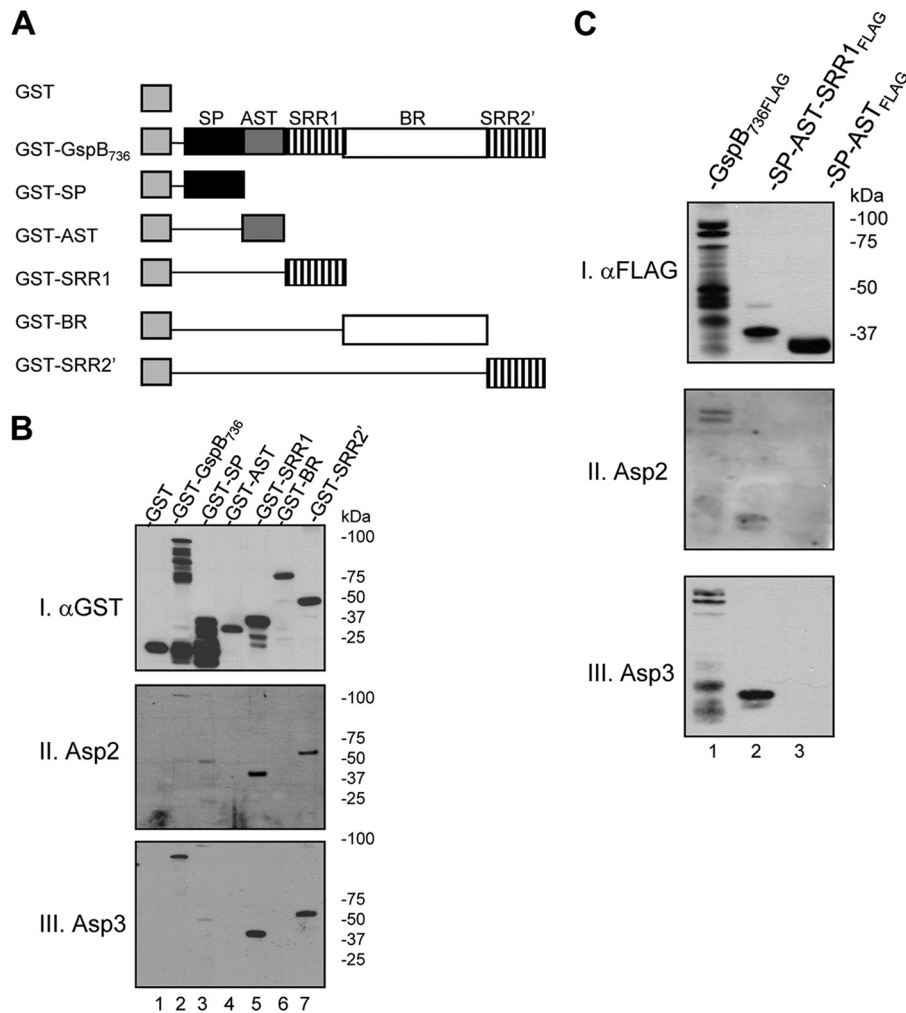 A
GST
SP AST SRR1 BR SRR2'
GST-GspB736
GST-SP
GST-AST
GST-SRR1
GST-BR
GST-SRR2'
B
-GST
-GST-GspB736
-GST-SP
-GST-AST
-GST-SRR1
-GST-BR
-GST-SRR2'
kDa
-100
I. αGST
-75
-50
-37
-25
-100
II. Asp2
-75
-50
-37
-25
-100
III. Asp3
-75
-50
-37
-25
1 2 3 4 5 6 7
C
-GspB736FLAG
-SP-AST-SRR1FLAG
-SP-ASTFLAG
kDa
-100
-75
I. αFLAG
-50
-37
II. Asp2
III. Asp3
1 2 3